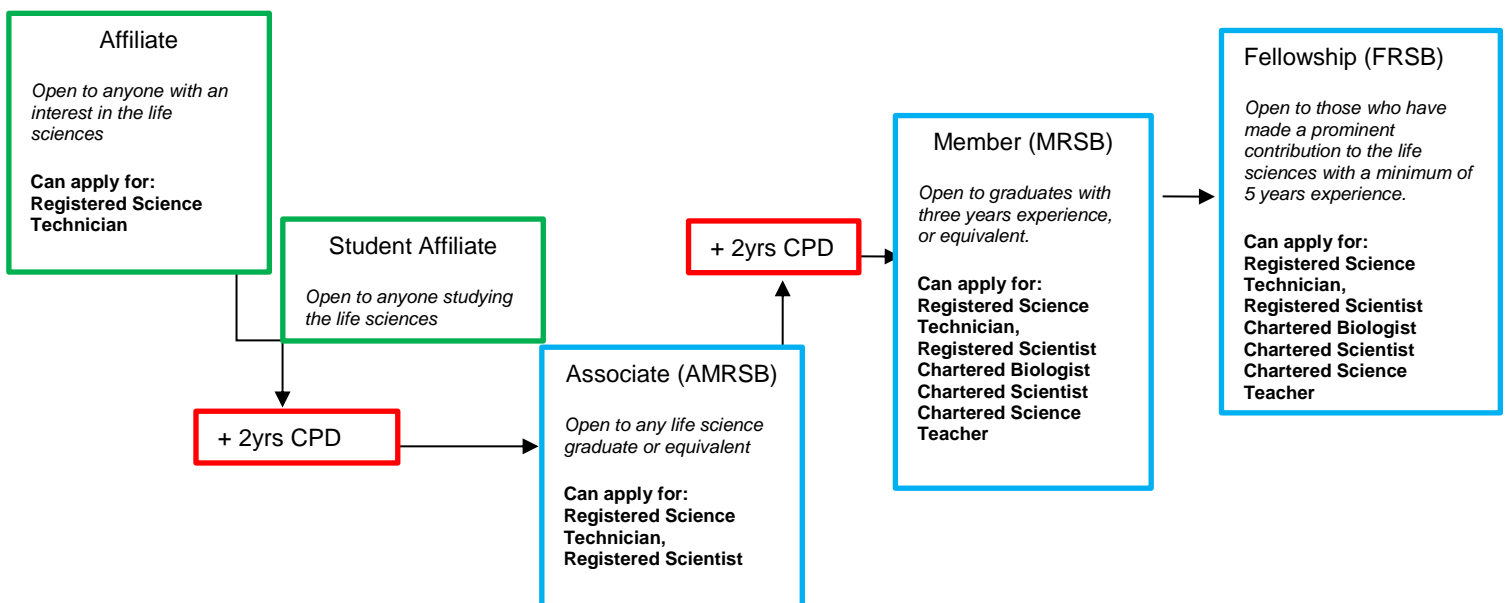 Affiliate
Open to anyone with an
interest in the life
sciences
Can apply for:
Registered Science
Technician
Student Affiliate
Open to anyone studying
the life sciences
+ 2yrs CPD
Associate (AMRSB)
Open to any life science
graduate or equivalent
Can apply for:
Registered Science
Technician,
Registered Scientist
+ 2yrs CPD
Member (MRSB)
Open to graduates with
three years experience,
or equivalent.
Can apply for:
Registered Science
Technician,
Registered Scientist
Chartered Biologist
Chartered Scientist
Chartered Science
Teacher
Fellowship (FRSB)
Open to those who have
made a prominent
contribution to the life
sciences with a minimum of
5 years experience.
Can apply for:
Registered Science
Technician,
Registered Scientist
Chartered Biologist
Chartered Scientist
Chartered Science
Teacher